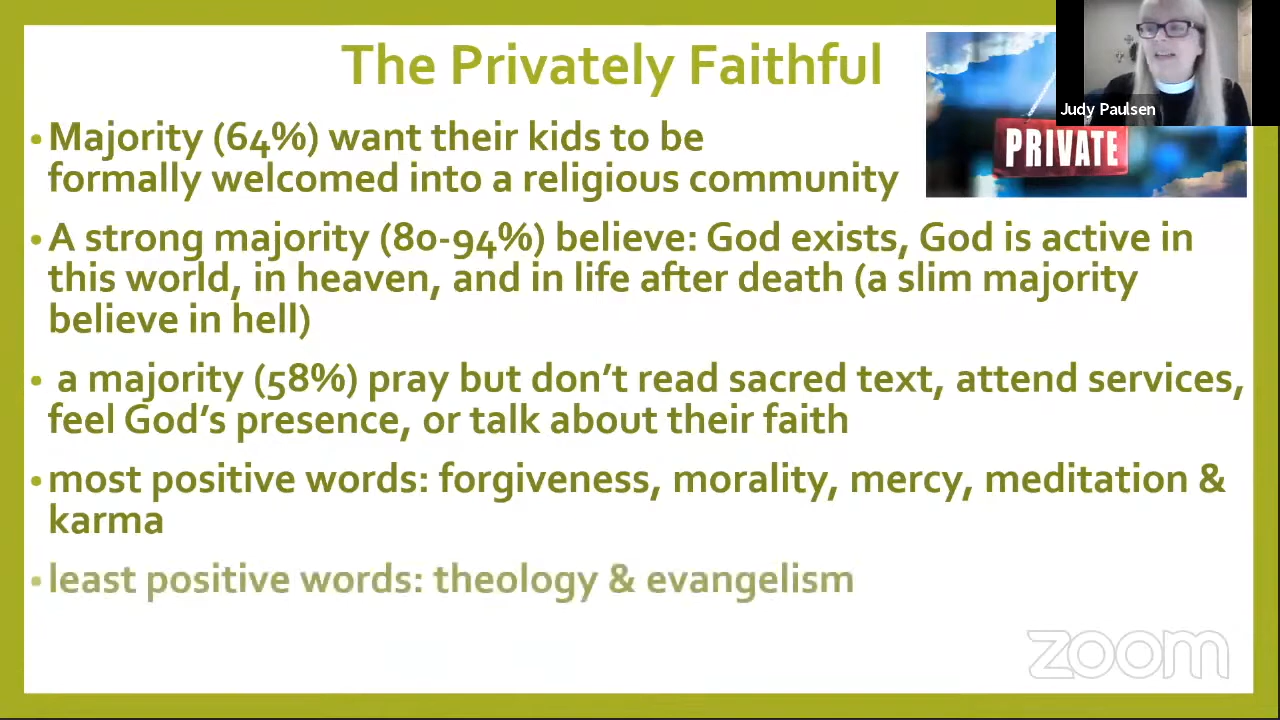 The Privately Faithful
Judy Paulsen
PRIVATE
•Majority (64%) want their kids to be
formally welcomed into a religious community
•A strong majority (80-94%) believe: God exists, God is active in
this world, in heaven, and in life after death (a slim majority
believe in hell)
• a majority (58%) pray but don’t read sacred text, attend services,
feel God’s presence, or talk about their faith
•most positive words: forgiveness, morality, mercy, meditation &
karma
•least positive words: theology & evangelism
zoom